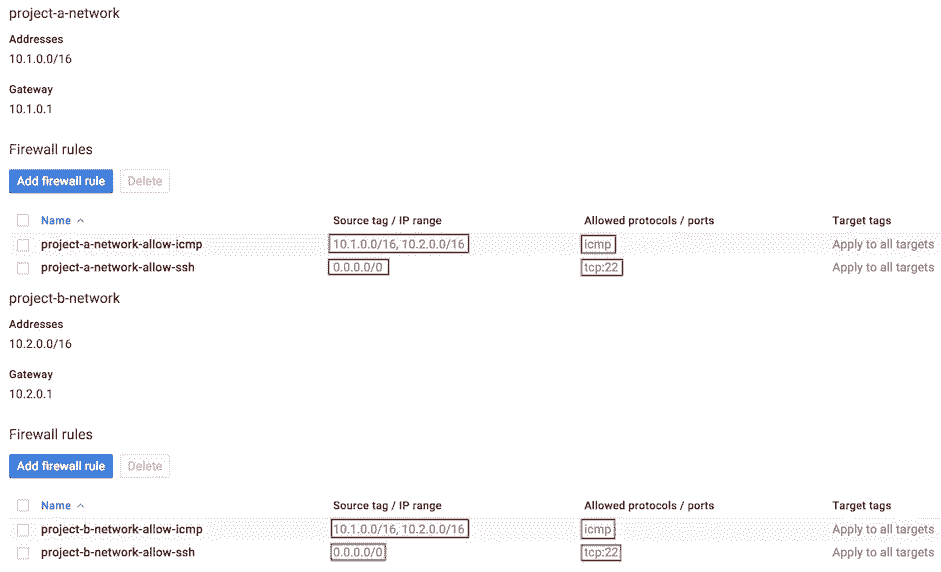 project-a-network
Addresses
10.1.0.0/16
Gateway
10.1.0.1
Firewall rules
Add firewall rule Delete
Name Source tag / IP range Allowed protocols / ports Target tags
project-a-network-allow-icmp 10.1.0.0/16, 10.2.0.0/16 icmp Apply to all targets
project-a-network-allow-ssh 0.0.0.0/0 tcp:22 Apply to all targets
project-b-network
Addresses
10.2.0.0/16
Gateway
10.2.0.1
Firewall rules
Add firewall rule Delete
Name Source tag / IP range Allowed protocols / ports Target tags
project-b-network-allow-icmp 10.1.0.0/16, 10.2.0.0/16 icmp Apply to all targets
project-b-network-allow-ssh 0.0.0.0/0 tcp:22 Apply to all targets